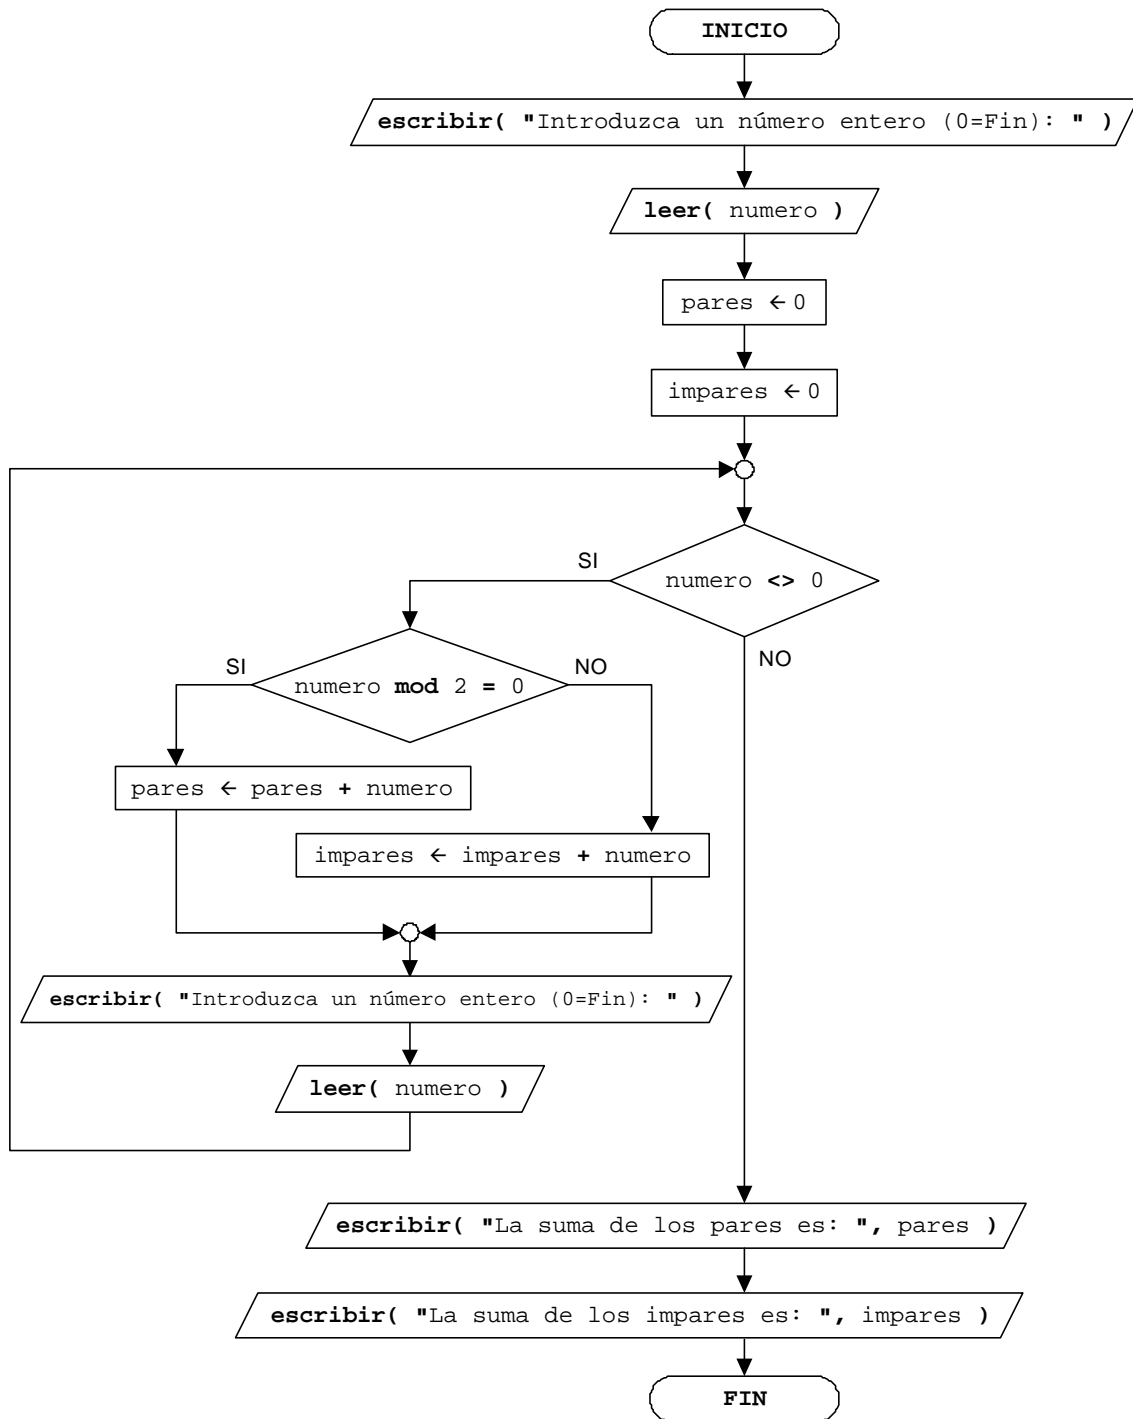 INICIO
escribir( "Introduzca un número entero (0=Fin): " )
leer( numero )
pares ← 0
impares ← 0
numero <> 0
SI
NO
numero mod 2 = 0
SI
NO
pares ← pares + numero
impares ← impares + numero
escribir( "Introduzca un número entero (0=Fin): " )
leer( numero )
escribir( "La suma de los pares es: ", pares )
escribir( "La suma de los impares es: ", impares )
FIN